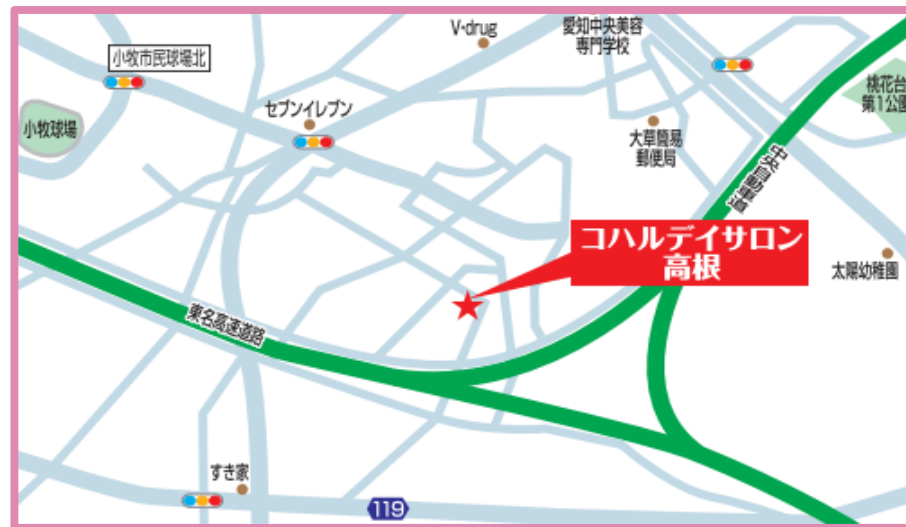 V・drug
愛知中央美容
専門学校
小牧市民球場北
桃花台
第1公園
セブンイレブン
小牧球場
大草簡易
郵便局
中央自動車道
コハルデイサロン
高根
太陽幼稚園
東名高速道路
すき家
119